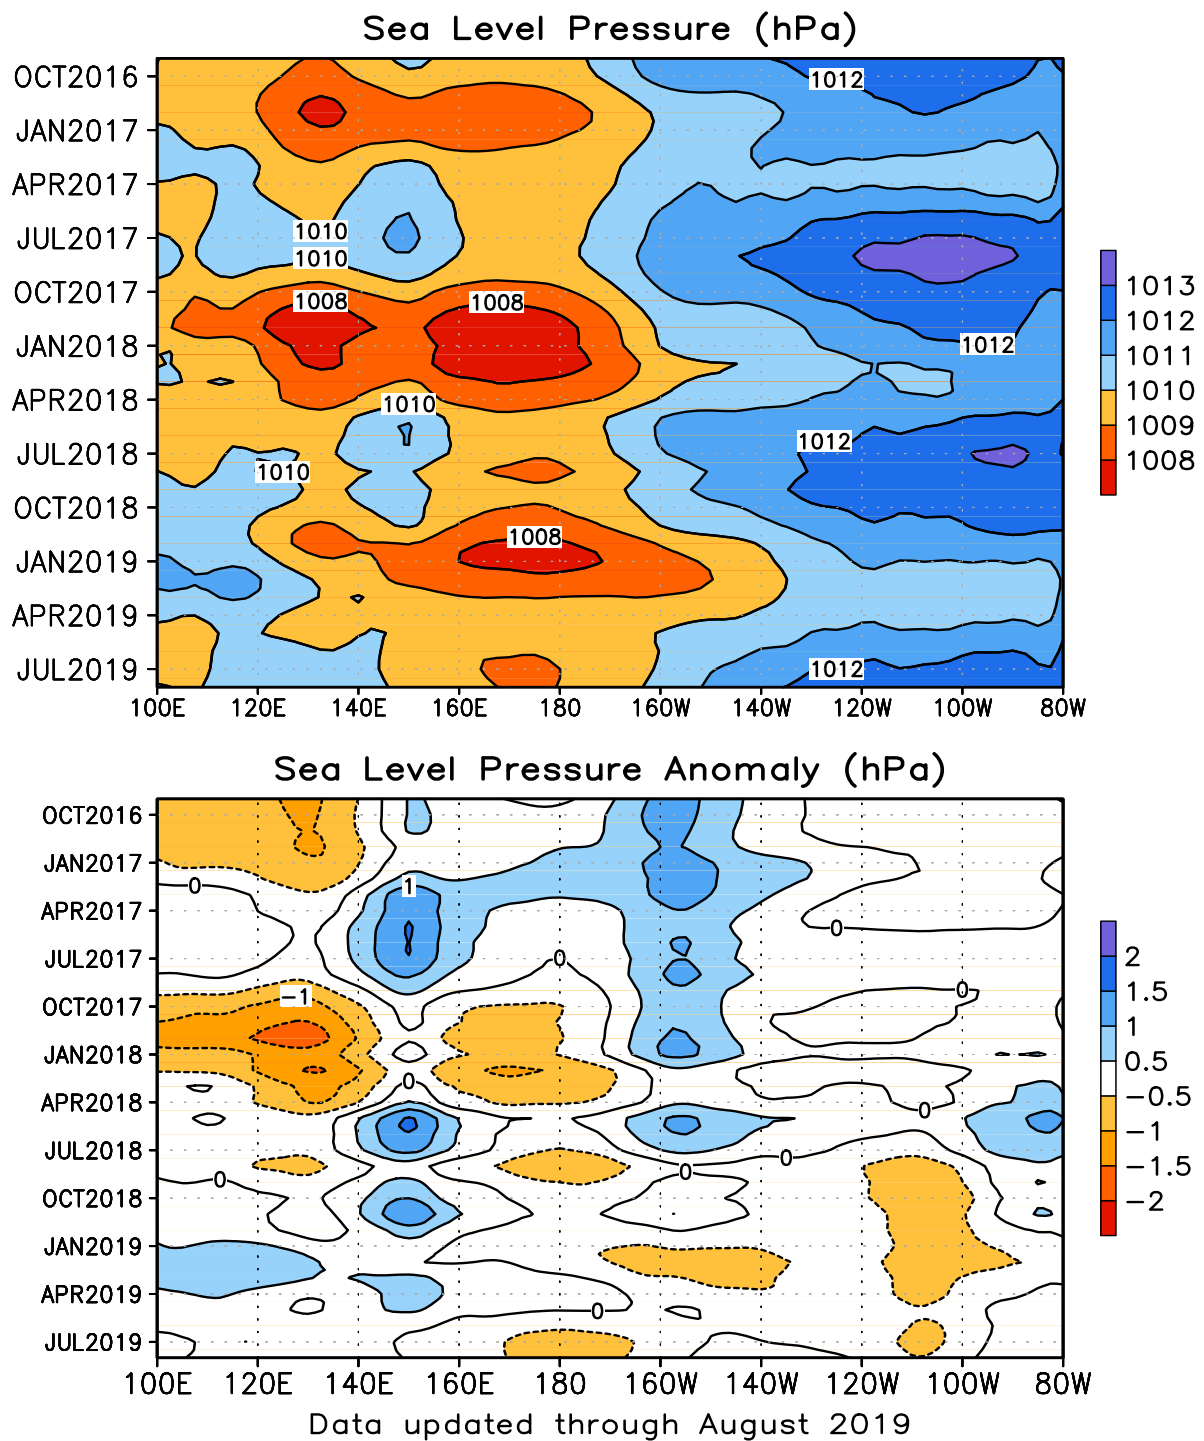 Sea Level Pressure (hPa)
OCT2016
1012
JAN2017
APR2017
1010
JUL2017
1010
OCT2017
1008 1008
1013
1012
JAN2018
1012
1011
1010
APR2018
1010
1009
1012
JUL2018
1010
1008
OCT2018
1008
JAN2019
APR2019
JUL2019
1012
100E 120E 140E 160E 180 160W 140W 120W 100W 80W
Sea Level Pressure Anomaly (hPa)
OCT2016
JAN2017
0 1
APR2017
0
JUL2017
0
2
0
−1
1.5
OCT2017
1
JAN2018
0.5
0
−0.5
APR2018
0
−1
JUL2018
0
−1.5
0
0
−2
OCT2018
JAN2019
APR2019
0
JUL2019
100E 120E 140E 160E 180 160W 140W 120W 100W 80W
Data updated through August 2019